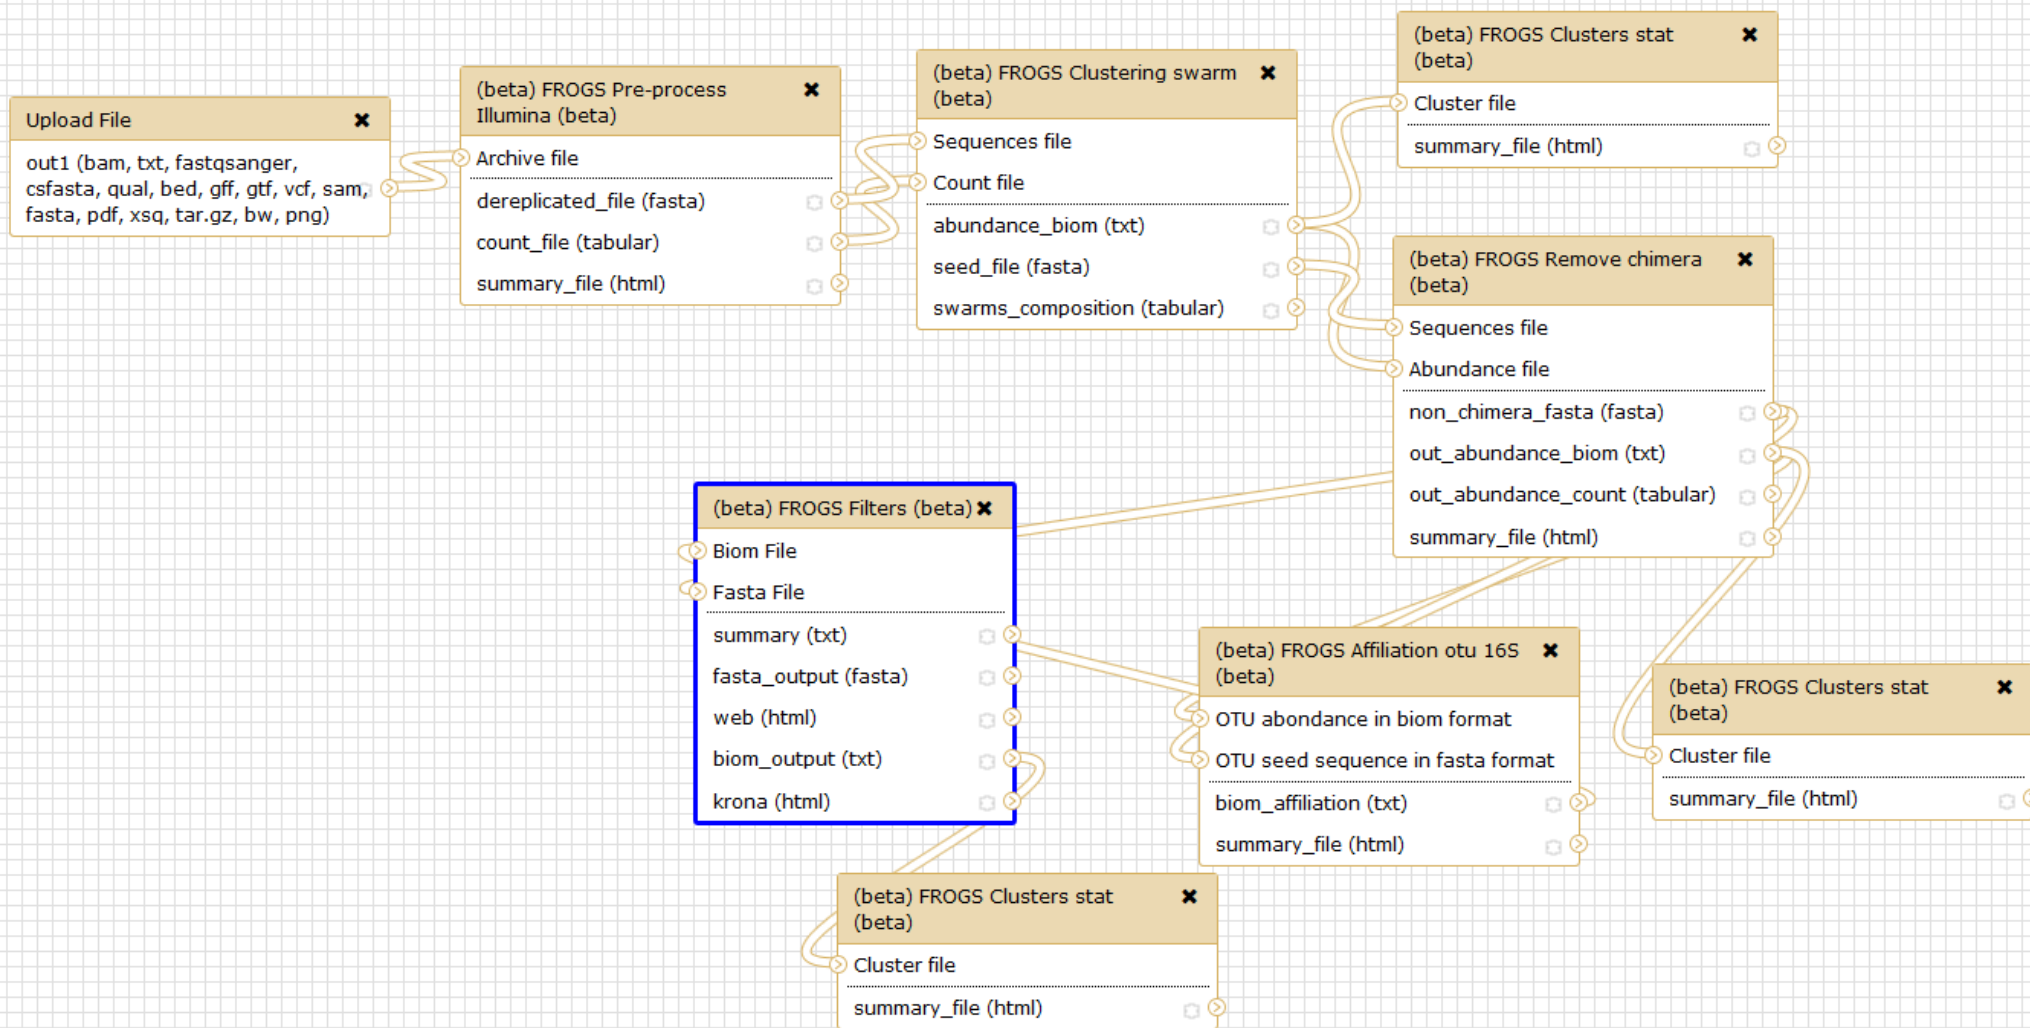 Upload File
out1 (bam, txt, fastqsanger,
csfasta, qual, bed, gff, gtf, vcf, sam,
fasta, pdf, xsq, tar.gz, bw, png)
(beta) FROGS Pre-process
Illumina (beta)
Archive file
dereplicated_file (fasta)
count_file (tabular)
summary_file (html)
(beta) FROGS Clustering swarm
(beta)
Sequences file
Count file
abundance_biom (txt)
seed_file (fasta)
swarms_composition (tabular)
(beta) FROGS Clusters stat
(beta)
Cluster file
summary_file (html)
(beta) FROGS Remove chimera
(beta)
Sequences file
Abundance file
non_chimera_fasta (fasta)
out_abundance_biom (txt)
out_abundance_count (tabular)
summary_file (html)
(beta) FROGS Filters (beta)
Biom File
Fasta File
summary (txt)
fasta_output (fasta)
web (html)
biom_output (txt)
krona (html)
(beta) FROGS Affiliation otu 16S
(beta)
OTU abondance in biom format
OTU seed sequence in fasta format
biom_affiliation (txt)
summary_file (html)
(beta) FROGS Clusters stat
(beta)
Cluster file
summary_file (html)
(beta) FROGS Clusters stat
(beta)
Cluster file
summary_file (html)